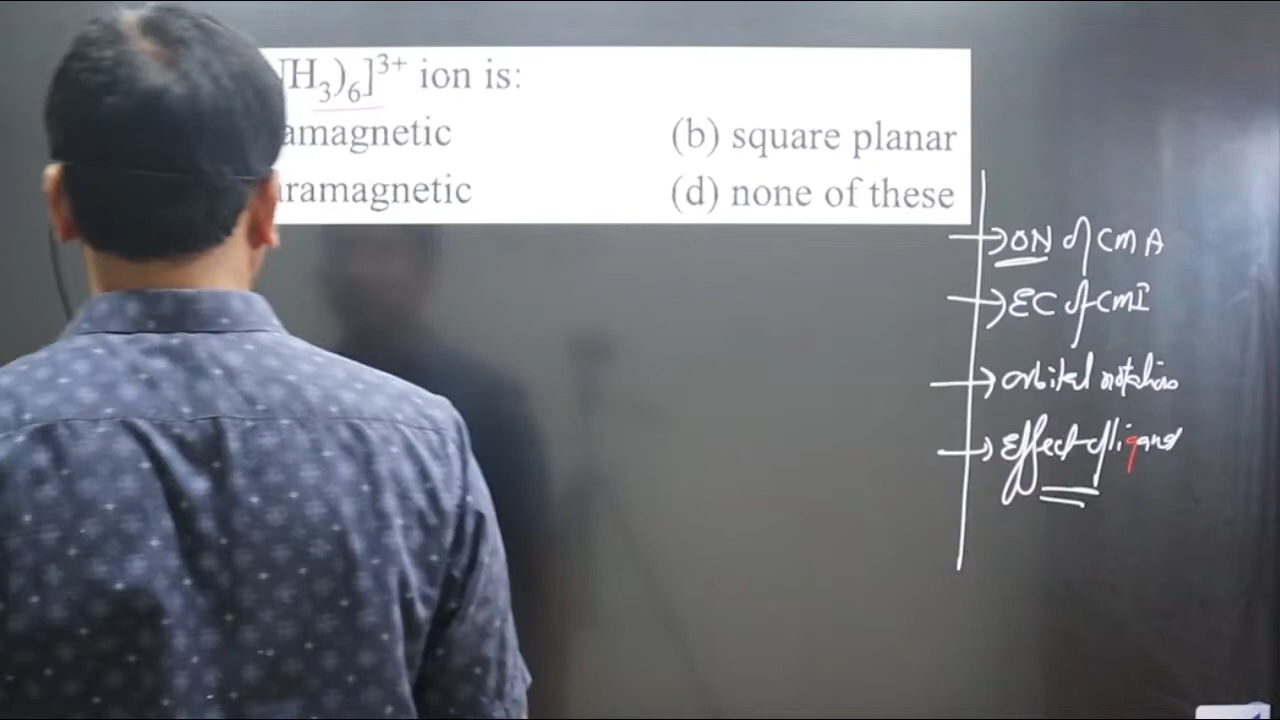 H₃)₆]³⁺ ion is:
amagnetic (b) square planar
ramagnetic (d) none of these
→ ON of CMA
→ EC of CMI
→ orbital notation
→ Effect of ligand